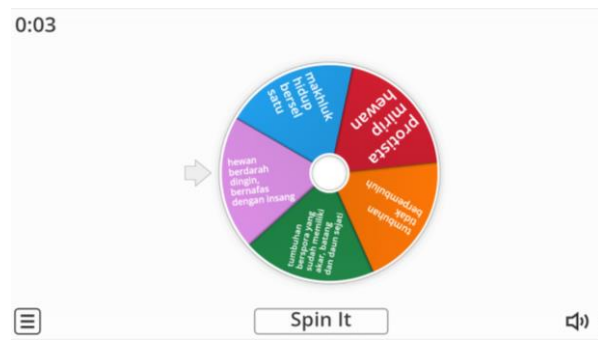 0:03
makhluk
hidup
bersel
satu
protista
mirip
hewan
hewan
berdarah
dingin,
bernafas
dengan insang
tumbuhan
tidak
berpembuluh
tumbuhan
berspora yang
sudah memiliki
akar, batang
dan daun sejati
Spin It